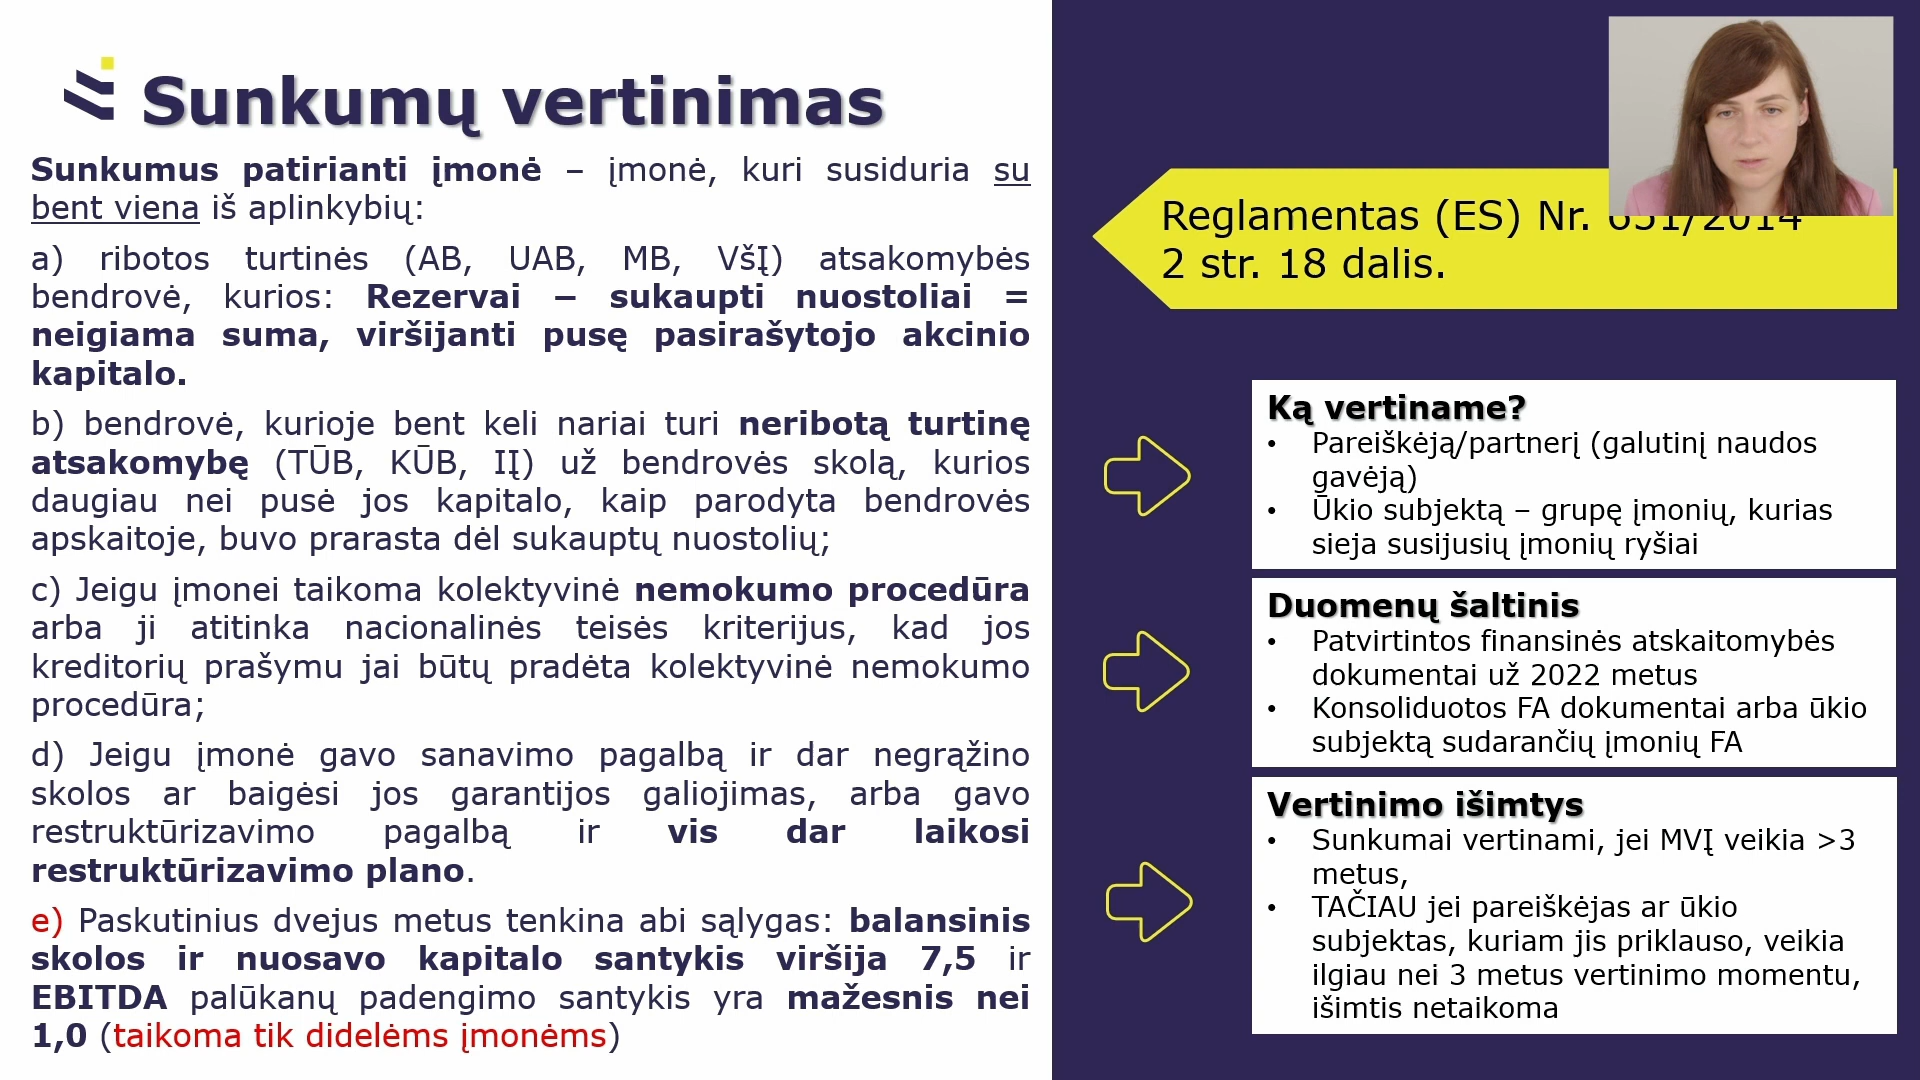 Sunkumų vertinimas
Sunkumus patirianti įmonė – įmonė, kuri susiduria su
bent viena iš aplinkybių:
a) ribotos turtinės (AB, UAB, MB, VšĮ) atsakomybės
bendrovė, kurios: Rezervai – sukaupti nuostoliai =
neigiama suma, viršijanti pusę pasirašytojo akcinio
kapitalo.
b) bendrovė, kurioje bent keli nariai turi neribotą turtinę
atsakomybę (TŪB, KŪB, IĮ) už bendrovės skolą, kurios
daugiau nei pusė jos kapitalo, kaip parodyta bendrovės
apskaitoje, buvo prarasta dėl sukauptų nuostolių;
c) Jeigu įmonei taikoma kolektyvinė nemokumo procedūra
arba ji atitinka nacionalinės teisės kriterijus, kad jos
kreditorių prašymu jai būtų pradėta kolektyvinė nemokumo
procedūra;
d) Jeigu įmonė gavo sanavimo pagalbą ir dar negrąžino
skolos ar baigėsi jos garantijos galiojimas, arba gavo
restruktūrizavimo pagalbą ir vis dar laikosi
restruktūrizavimo plano.
e) Paskutinius dvejus metus tenkina abi sąlygas: balansinis
skolos ir nuosavo kapitalo santykis viršija 7,5 ir
EBITDA palūkanų padengimo santykis yra mažesnis nei
1,0 (taikoma tik didelėms įmonėms)
Reglamentas (ES) Nr. 651/2014
2 str. 18 dalis.
Ką vertiname?
• Pareiškėją/partnerį (galutinį naudos
gavėją)
• Ūkio subjektą – grupę įmonių, kurias
sieja susijusių įmonių ryšiai
Duomenų šaltinis
• Patvirtintos finansinės atskaitomybės
dokumentai už 2022 metus
• Konsoliduotos FA dokumentai arba ūkio
subjektą sudarančių įmonių FA
Vertinimo išimtys
• Sunkumai vertinami, jei MVĮ veikia >3
metus,
• TAČIAU jei pareiškėjas ar ūkio
subjektas, kuriam jis priklauso, veikia
ilgiau nei 3 metus vertinimo momentu,
išimtis netaikoma